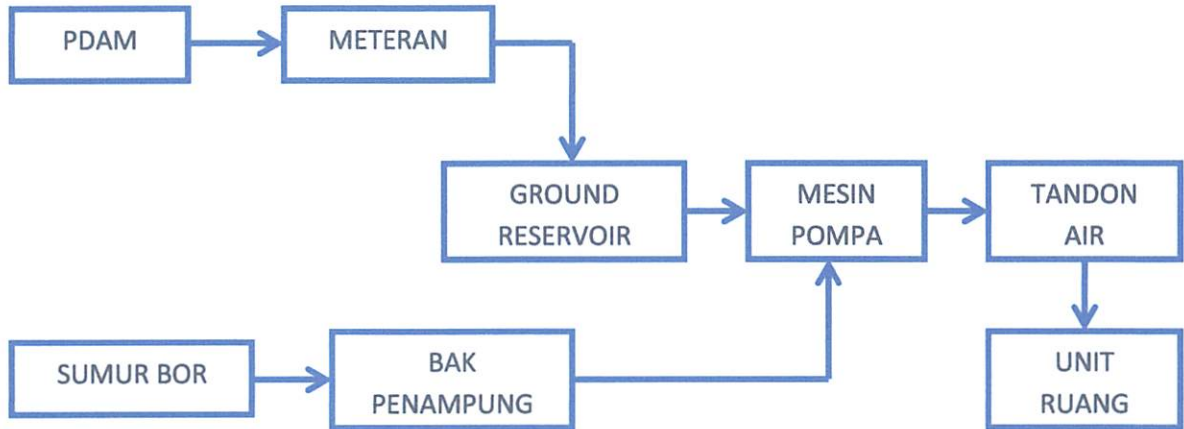 PDAM
METERAN
GROUND
RESERVOIR
MESIN
POMPA
TANDON
AIR
SUMUR BOR
BAK
PENAMPUNG
UNIT
RUANG